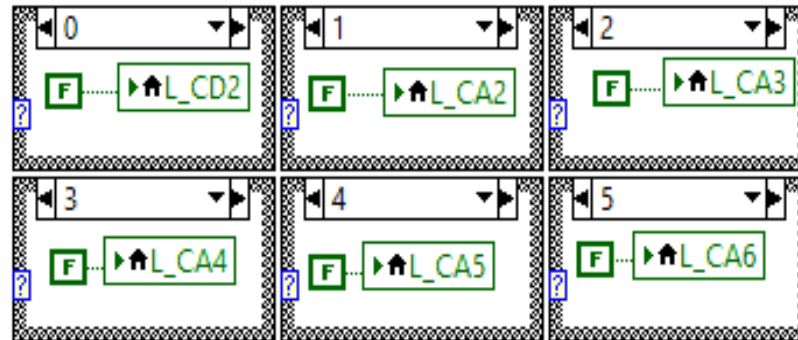 0
F L_CD2
?
1
F L_CA2
?
2
F L_CA3
?
3
F L_CA4
?
4
F L_CA5
?
5
F L_CA6
?